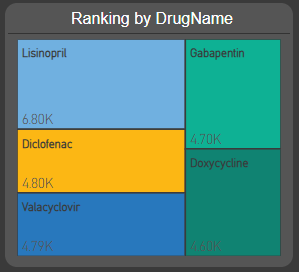 Ranking by DrugName
Lisinopril
6.80K
Diclofenac
4.80K
Valacyclovir
4.79K
Gabapentin
4.70K
Doxycycline
4.60K